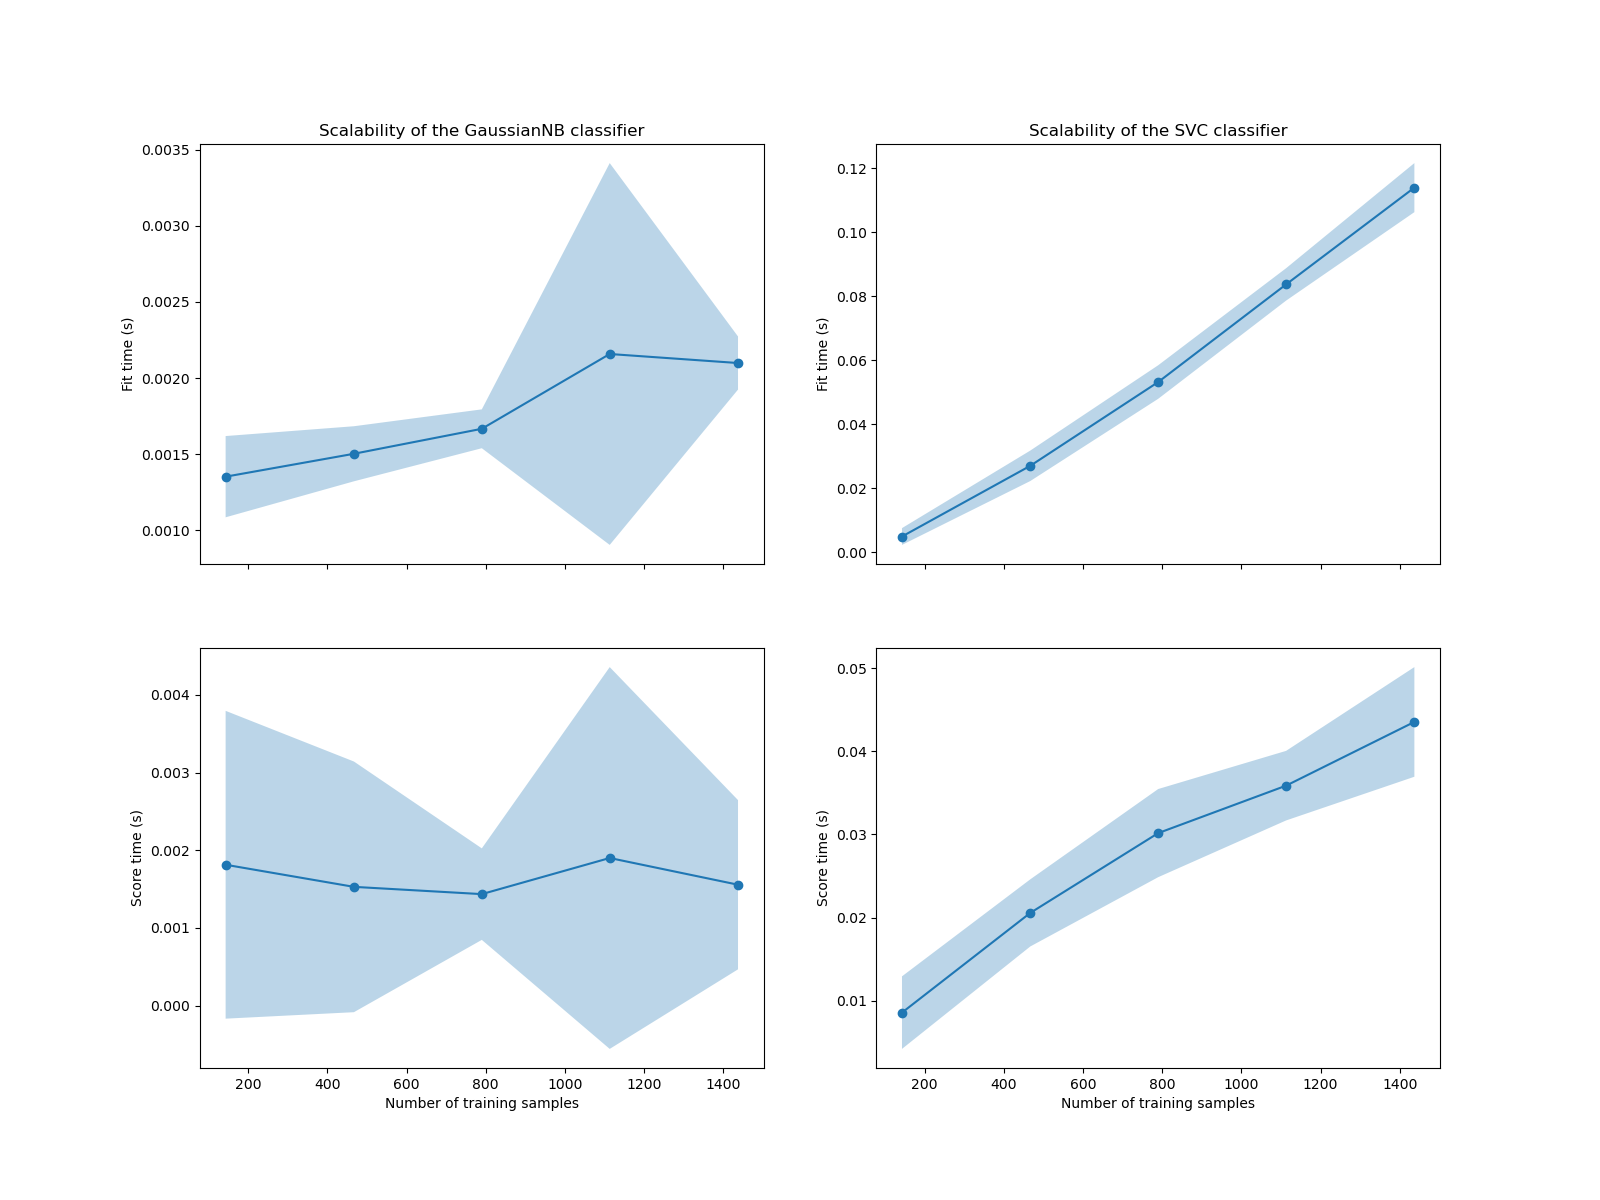 Scalability of the GaussianNB classifier
0.0035
0.0030
0.0025
0.0020
0.0015
0.0010
Fit time (s)
Scalability of the SVC classifier
0.12
0.10
0.08
0.06
0.04
0.02
0.00
Fit time (s)
0.004
0.003
0.002
0.001
0.000
Score time (s)
200 400 600 800 1000 1200 1400
Number of training samples
0.05
0.04
0.03
0.02
0.01
Score time (s)
200 400 600 800 1000 1200 1400
Number of training samples